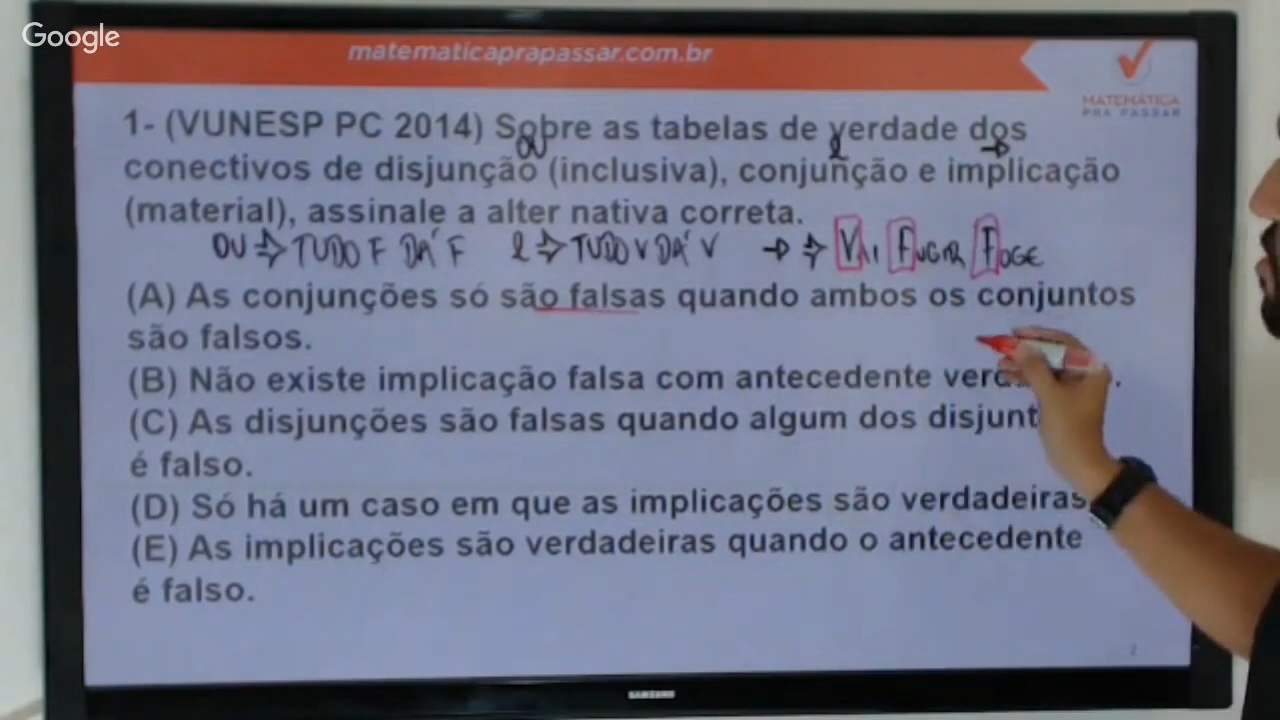 Google
matematicaprapassar.com.br
MATEMÁTICA
PRA PASSAR
1- (VUNESP PC 2014) Sobre as tabelas de verdade dos
OU e →
conectivos de disjunção (inclusiva), conjunção e implicação
(material), assinale a alter nativa correta.
OU ⇒ TUDO F DÁ F e ⇒ TUDO V DÁ V → ⇒ VAI FUGIR FOGE
(A) As conjunções só são falsas quando ambos os conjuntos
são falsos.
(B) Não existe implicação falsa com antecedente
(C) As disjunções são falsas quando algum dos
é falso.
(D) Só há um caso em que as implicações são verdadeiras
(E) As implicações são verdadeiras quando o antecedente
é falso.
SAMSUNG